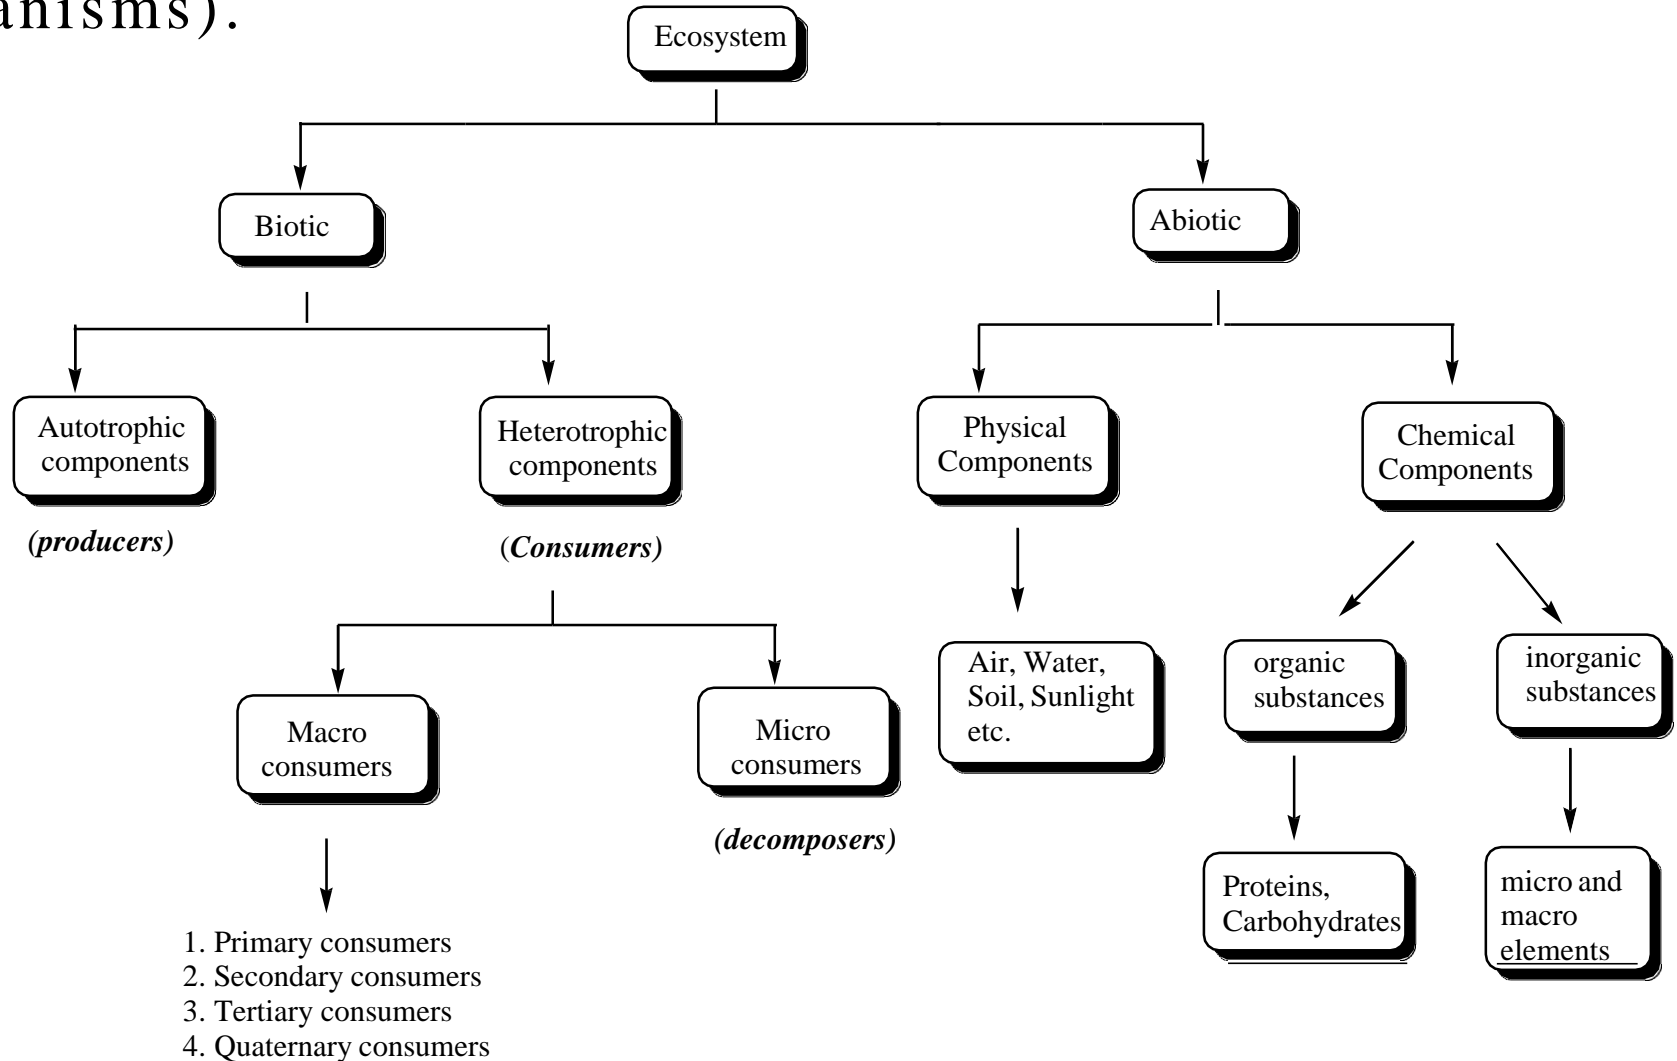 anisms).
Ecosystem
Biotic
Abiotic
Autotrophic
components
(producers)
Heterotrophic
components
(Consumers)
Physical
Components
Chemical
Components
Macro
consumers
Micro
consumers
(decomposers)
Air, Water,
Soil, Sunlight
etc.
organic
substances
inorganic
substances
Proteins,
Carbohydrates
micro and
macro
elements
1. Primary consumers
2. Secondary consumers
3. Tertiary consumers
4. Quaternary consumers